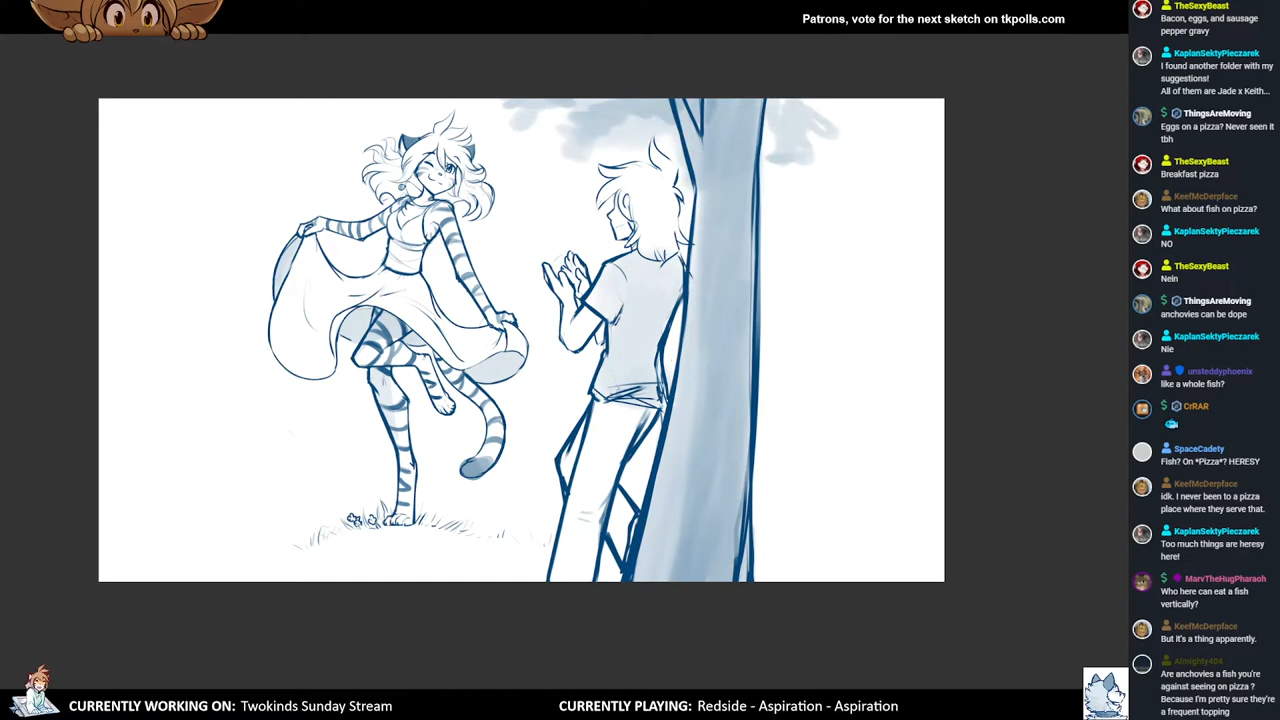 Patrons, vote for the next sketch on tkpolls.com
TheSexyBeast
Bacon, eggs, and sausage
pepper gravy
KaplanSektyPieczarek
I found another folder with my
suggestions!
All of them are Jade x Keith...
ThingsAreMoving
Eggs on a pizza? Never seen it
tbh
TheSexyBeast
Breakfast pizza
KeefMcDerpface
What about fish on pizza?
KaplanSektyPieczarek
NO
TheSexyBeast
Nein
ThingsAreMoving
anchovies can be dope
KaplanSektyPieczarek
Nie
unsteddyphoenix
like a whole fish?
CrRAR
SpaceCadety
Fish? On *Pizza*? HERESY
KeefMcDerpface
idk. I never been to a pizza
place where they serve that.
KaplanSektyPieczarek
Too much things are heresy
here!
MarvTheHugPharaoh
Who here can eat a fish
vertically?
KeefMcDerpface
But it's a thing apparently.
Almighty404
Are anchovies a fish you're
against seeing on pizza ?
Because I'm pretty sure they're
a frequent topping
CURRENTLY WORKING ON: Twokinds Sunday Stream
CURRENTLY PLAYING: Redside - Aspiration - Aspiration